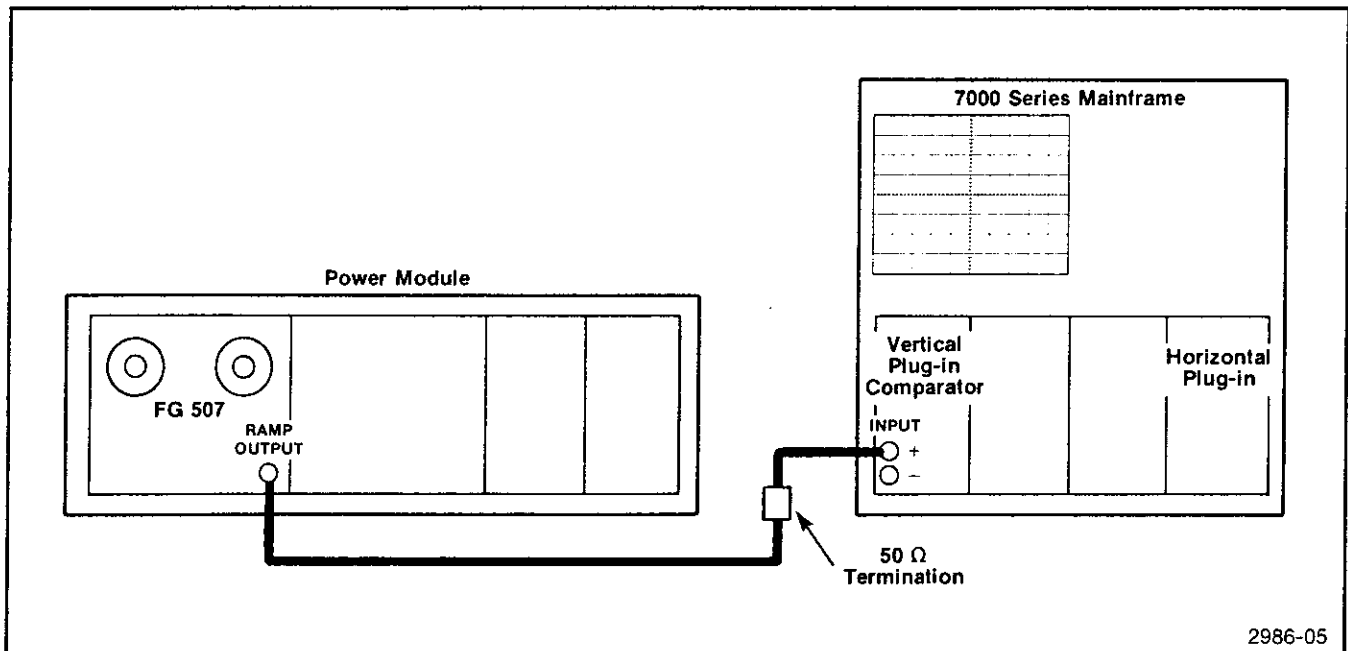 7000 Series Mainframe
Power Module
FG 507
RAMP
OUTPUT
Vertical
Plug-in
Comparator
INPUT
+
−
Horizontal
Plug-in
50 Ω
Termination
2986-05